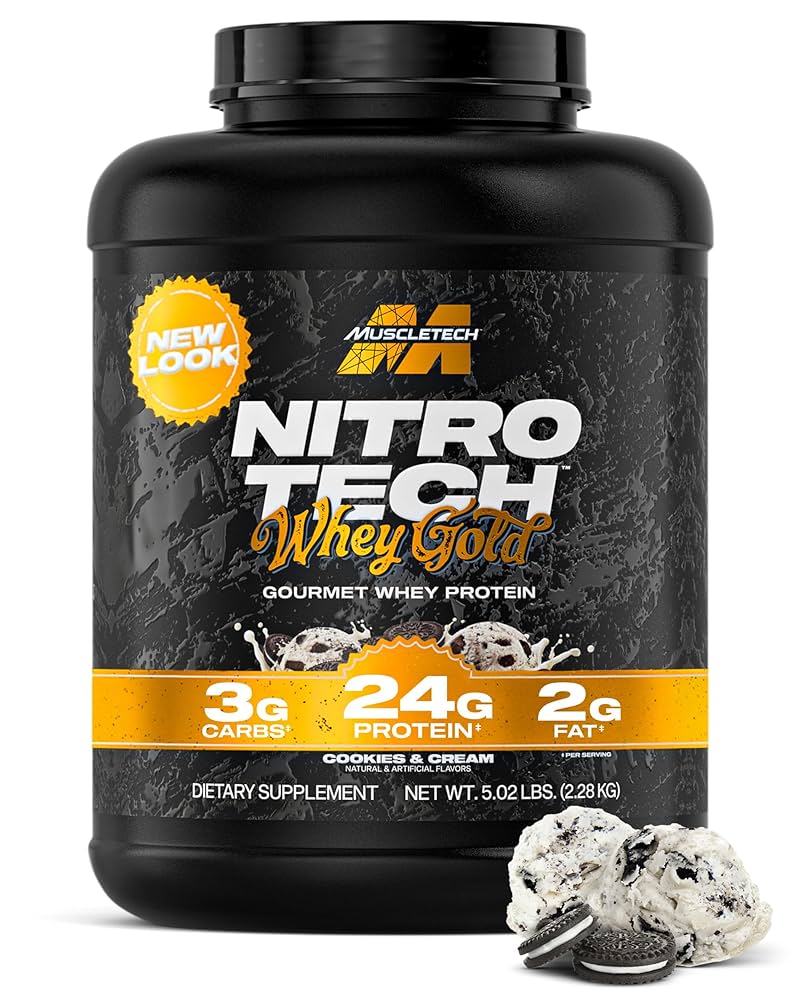 NEW
LOOK
MUSCLETECH
NITRO
TECH™
Whey Gold
GOURMET WHEY PROTEIN
3G
CARBS‡
24G
PROTEIN‡
2G
FAT‡
‡ PER SERVING
COOKIES & CREAM
NATURAL & ARTIFICIAL FLAVORS
DIETARY SUPPLEMENT NET WT. 5.02 LBS. (2.28 KG)